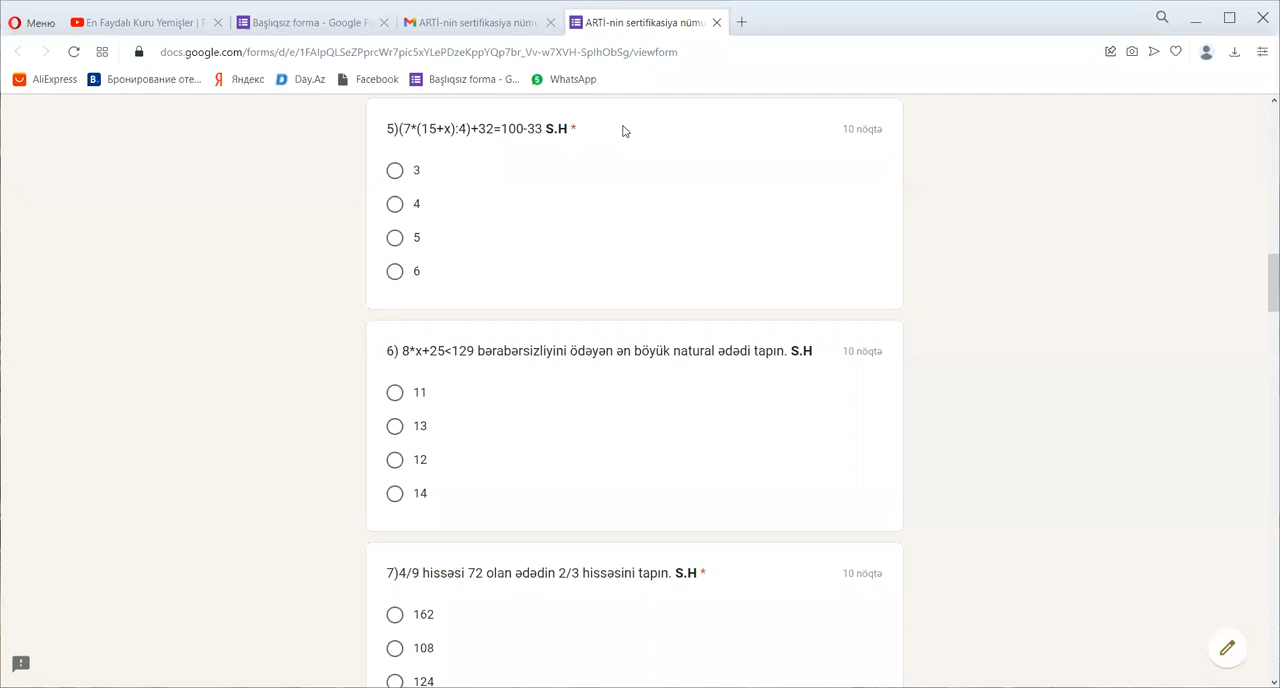 Меню
En Faydalı Kuru Yemişler | F
Başlıqsız forma - Google Fo
ARTİ-nin sertifikasiya nümu
ARTİ-nin sertifikasiya nümu
docs.google.com/forms/d/e/1FAIpQLSeZPprcWr7pic5xYLePDzeKppYQp7br_Vv-w7XVH-SpIhObSg/viewform
AliExpress
Бронирование оте...
Яндекс
Day.Az
Facebook
Başlıqsız forma - G...
WhatsApp
5)(7*(15+x):4)+32=100-33 S.H *
10 nöqtə
3
4
5
6
6) 8*x+25<129 bərabərsizliyini ödəyən ən böyük natural ədədi tapın. S.H
10 nöqtə
11
13
12
14
7)4/9 hissəsi 72 olan ədədin 2/3 hissəsini tapın. S.H *
10 nöqtə
162
108
124